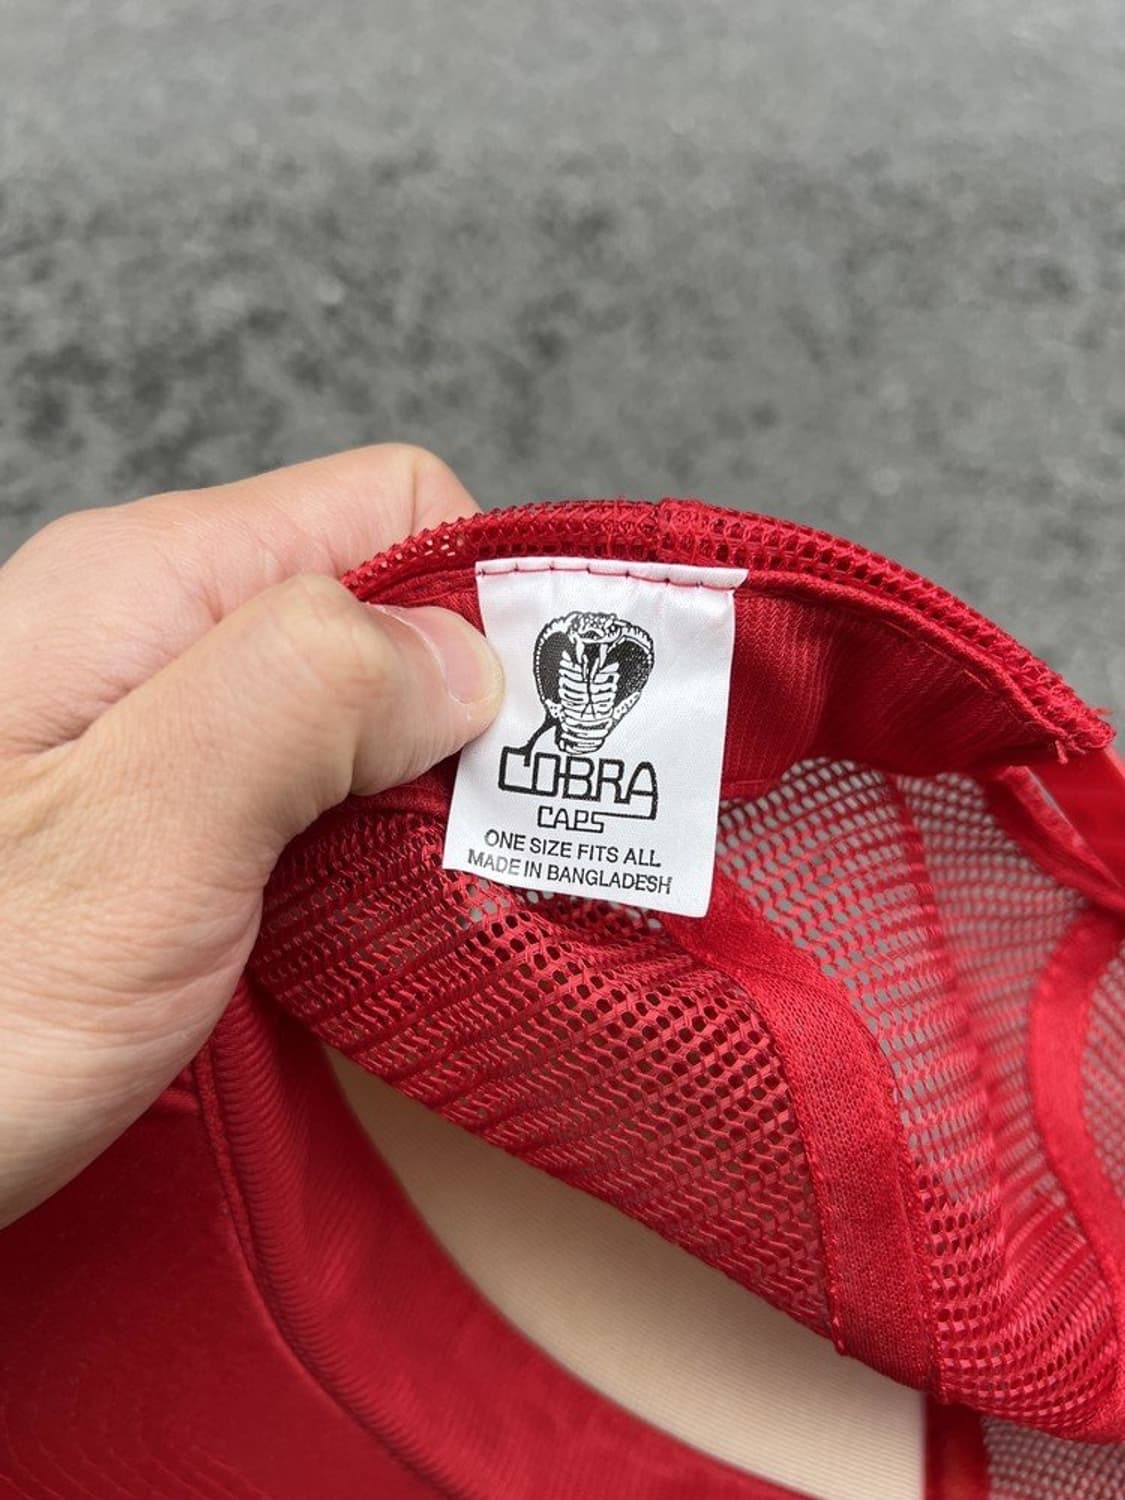 COBRA
CAPS
ONE SIZE FITS ALL
MADE IN BANGLADESH